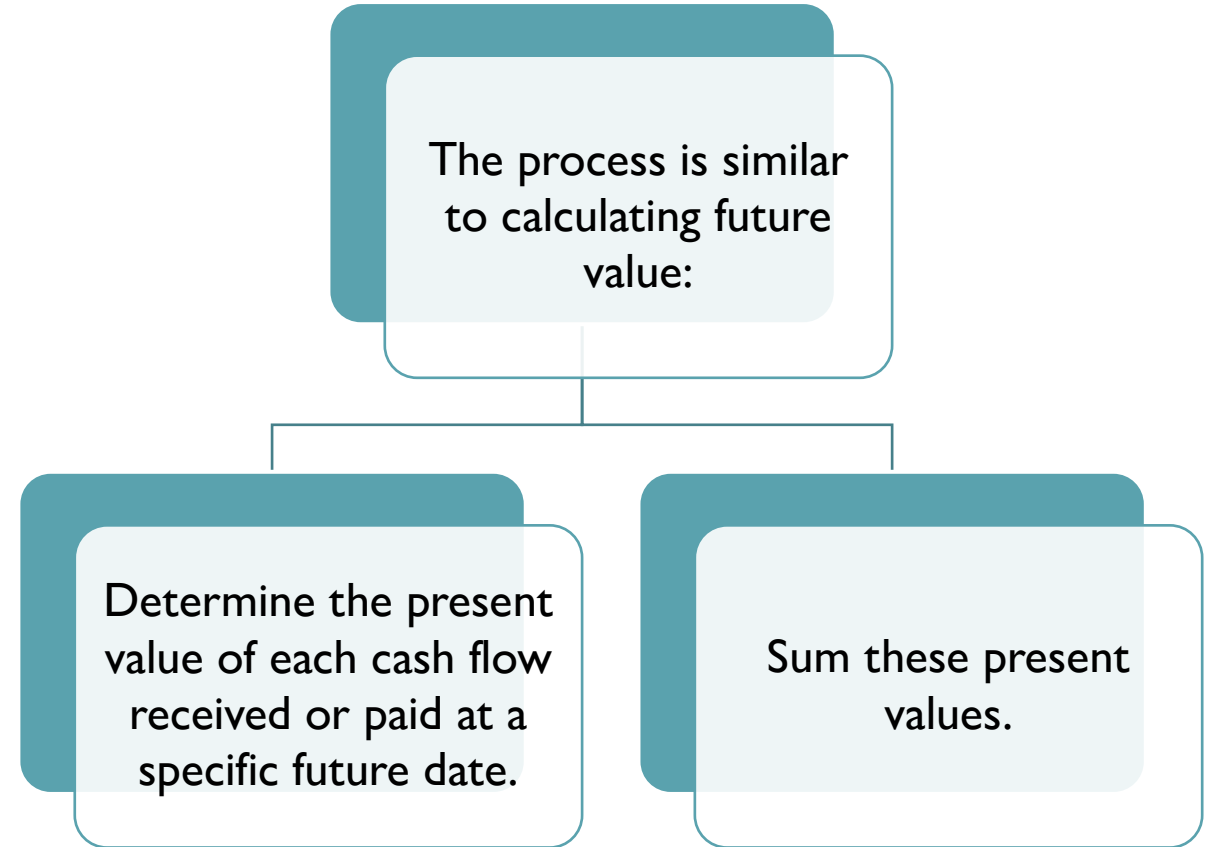 The process is similar
to calculating future
value:
Determine the present
value of each cash flow
received or paid at a
specific future date.
Sum these present
values.